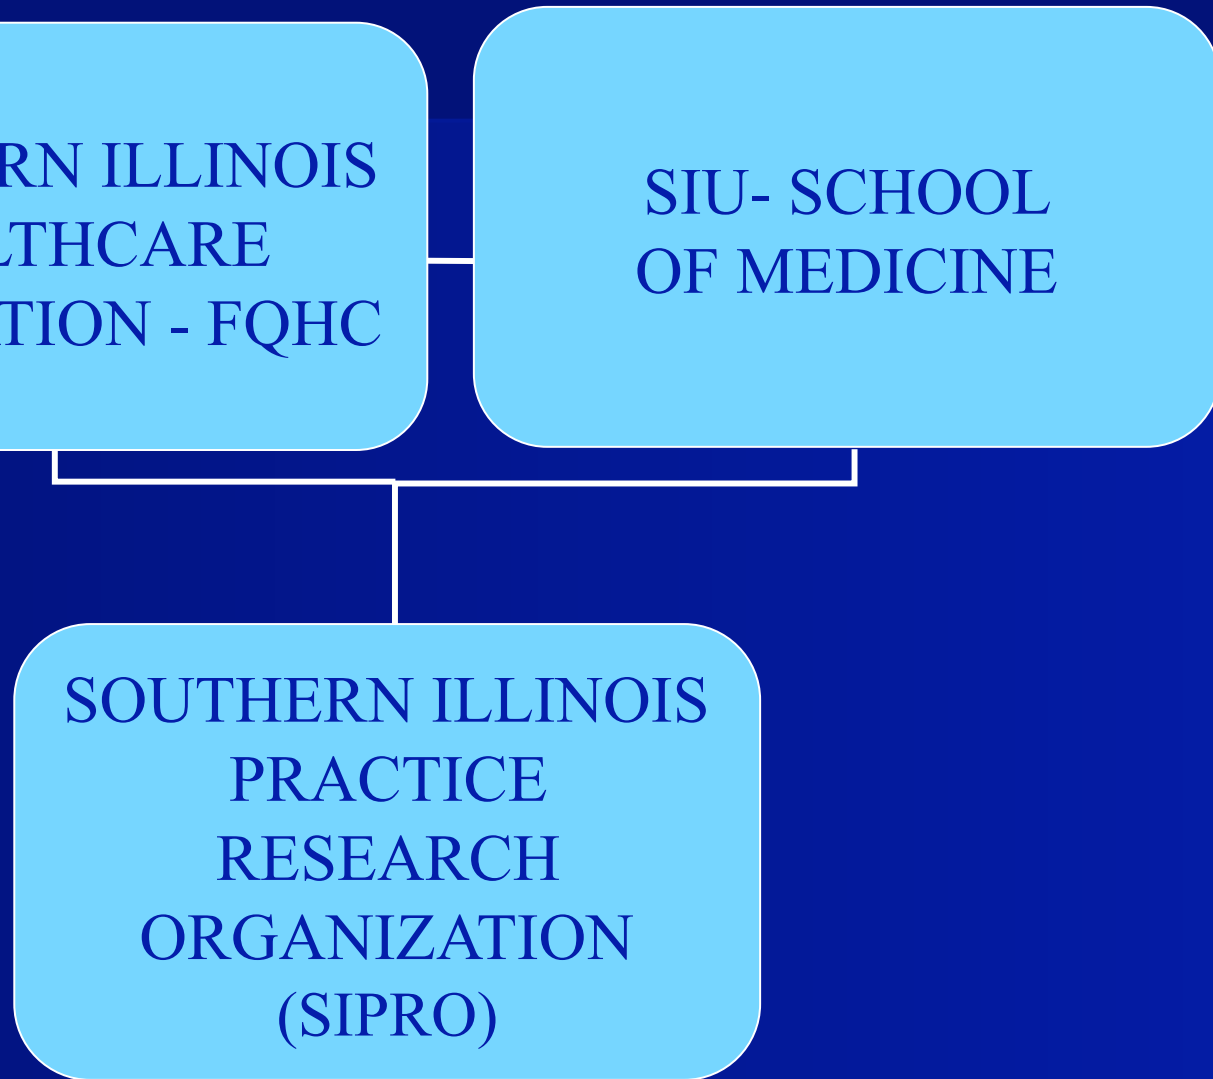 RN ILLINOIS
LTHCARE
TION - FQHC
SIU- SCHOOL
OF MEDICINE
SOUTHERN ILLINOIS
PRACTICE
RESEARCH
ORGANIZATION
(SIPRO)